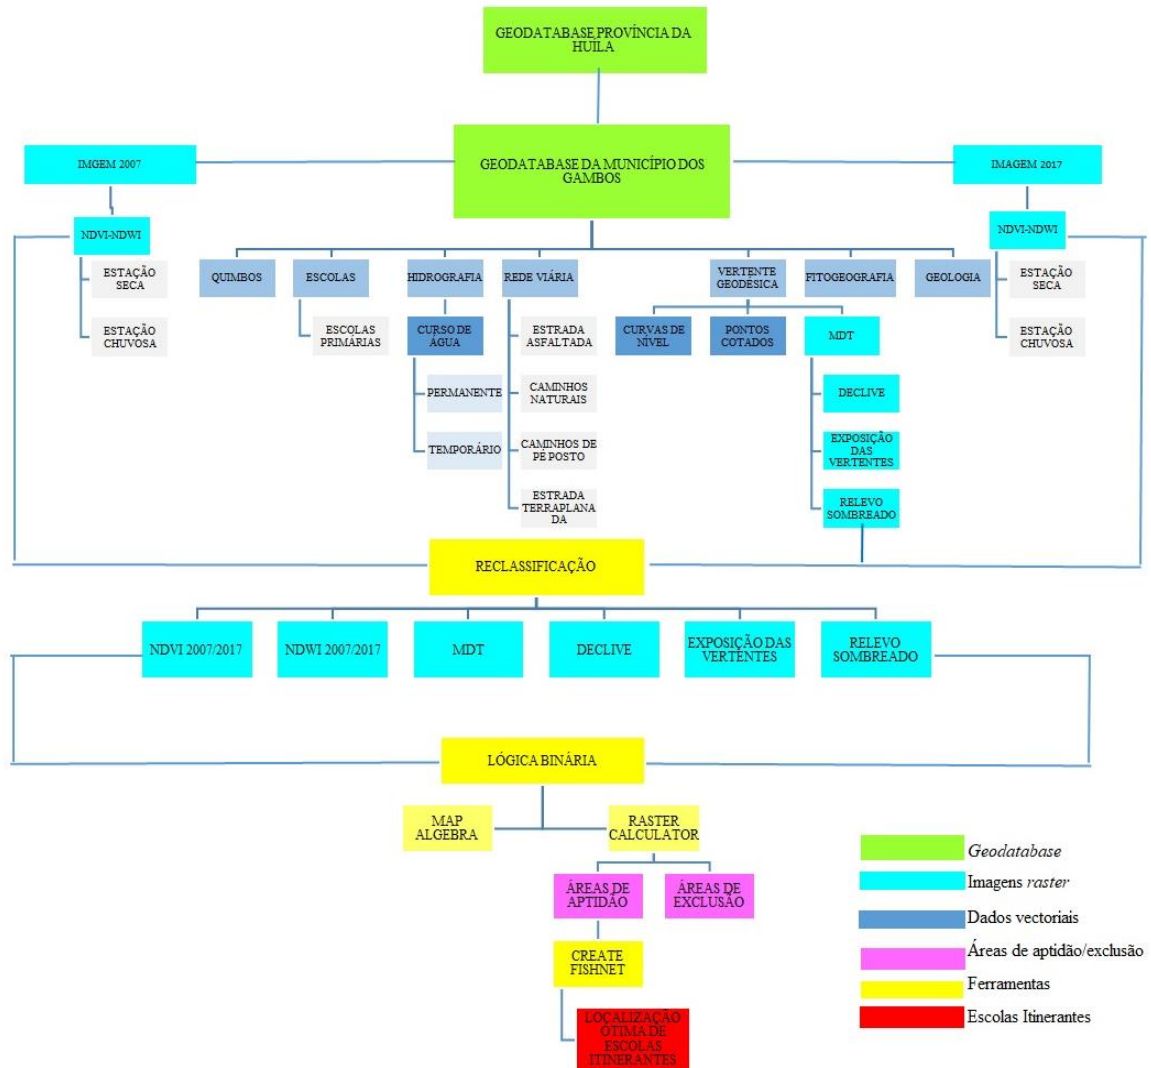 GEODATABASE PROVÍNCIA DA
HUÍLA
IMGEM 2007
GEODATABASE DA MUNICÍPIO DOS
GAMBOS
IMAGEM 2017
NDVI-NDWI
NDVI-NDWI
ESTAÇÃO
SECA
ESTAÇÃO
CHUVOSA
QUIMBOS
ESCOLAS
HIDROGRAFIA
REDE VIÁRIA
VERTENTE
GEODÉSICA
FITOGEOGRAFIA
GEOLOGIA
ESTAÇÃO
SECA
ESTAÇÃO
CHUVOSA
ESCOLAS
PRIMÁRIAS
CURSO DE
ÁGUA
PERMANENTE
TEMPORÁRIO
ESTRADA
ASFALTADA
CAMINHOS
NATURAIS
CAMINHOS DE
PÉ POSTO
ESTRADA
TERRAPLANA
DA
CURVAS DE
NÍVEL
PONTOS
COTADOS
MDT
DECLIVE
EXPOSIÇÃO
DAS
VERTENTES
RELEVO
SOMBREADO
RECLASSIFICAÇÃO
NDVI 2007/2017
NDWI 2007/2017
MDT
DECLIVE
EXPOSIÇÃO DAS
VERTENTES
RELEVO
SOMBREADO
LÓGICA BINÁRIA
MAP
ALGEBRA
RASTER
CALCULATOR
ÁREAS DE
APTIDÃO
ÁREAS DE
EXCLUSÃO
CREATE
FISHNET
LOCALIZAÇÃO
ÓTIMA DE
ESCOLAS
ITINERANTES
Geodatabase
Imagens raster
Dados vectoriais
Áreas de aptidão/exclusão
Ferramentas
Escolas Itinerantes